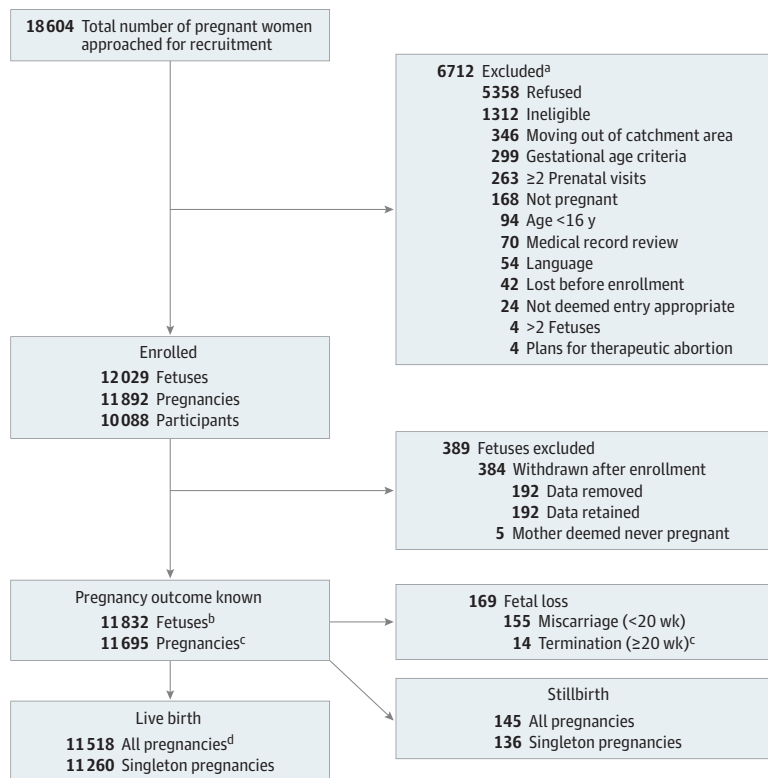 18604 Total number of pregnant women
approached for recruitment
6712 Excludedᵃ
5358 Refused
1312 Ineligible
346 Moving out of catchment area
299 Gestational age criteria
263 ≥2 Prenatal visits
168 Not pregnant
94 Age <16 y
70 Medical record review
54 Language
42 Lost before enrollment
24 Not deemed entry appropriate
4 >2 Fetuses
4 Plans for therapeutic abortion
Enrolled
12029 Fetuses
11892 Pregnancies
10088 Participants
389 Fetuses excluded
384 Withdrawn after enrollment
192 Data removed
192 Data retained
5 Mother deemed never pregnant
Pregnancy outcome known
11832 Fetusesᵇ
11695 Pregnanciesᶜ
169 Fetal loss
155 Miscarriage (<20 wk)
14 Termination (≥20 wk)ᶜ
Stillbirth
145 All pregnancies
136 Singleton pregnancies
Live birth
11518 All pregnanciesᵈ
11260 Singleton pregnancies